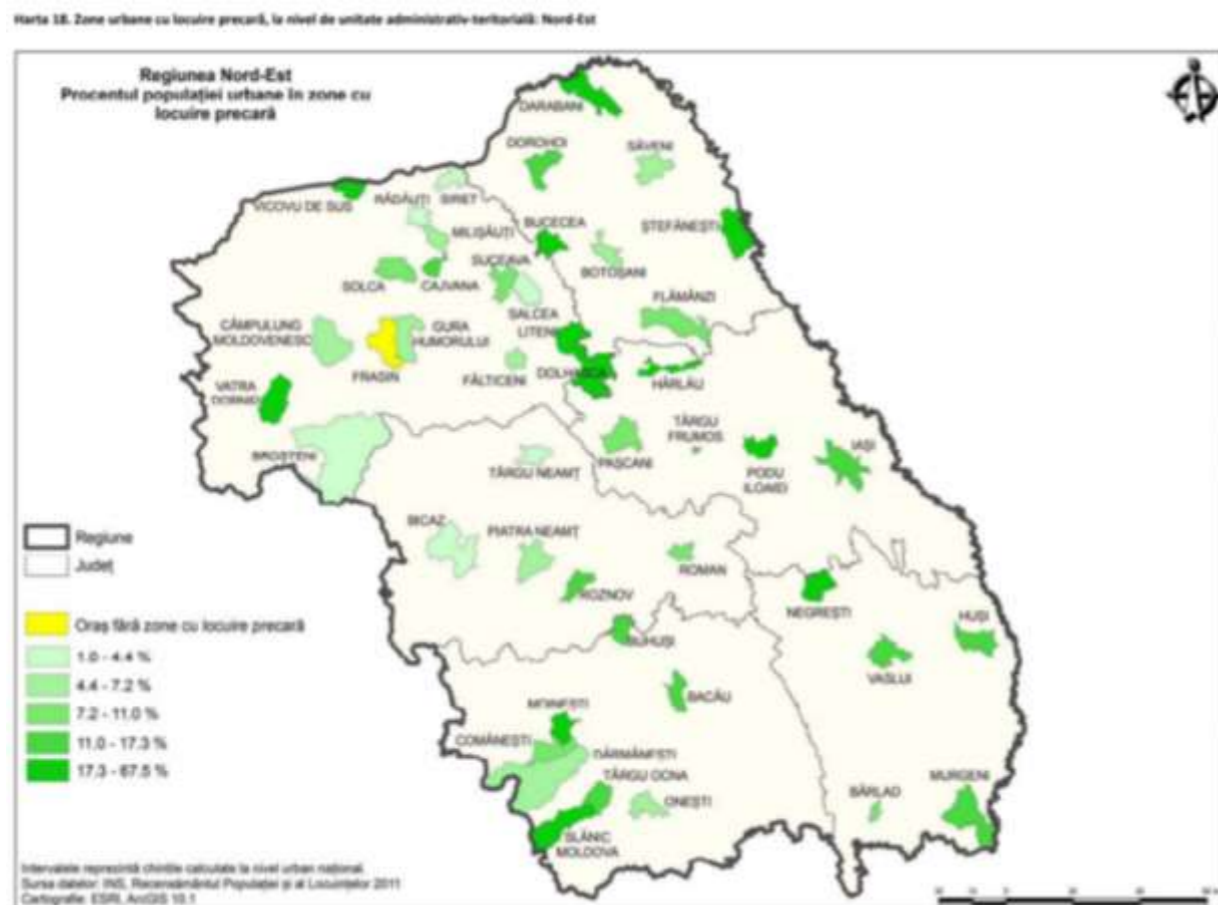 Harta 18. Zone urbane cu locuire precară, la nivel de unitate administrativ-teritorială: Nord-Est
Regiunea Nord-Est
Procentul populației urbane în zone cu
locuire precară
DARABANI
DOROHOI
SĂVENI
VICOVU DE SUS
RĂDĂUȚI
SIRET
MILIȘĂUȚI
BUCECEA
ȘTEFĂNEȘTI
SUCEAVA
BOTOȘANI
SOLCA
CAJVANA
SALCEA
FLĂMÂNZI
CÂMPULUNG
MOLDOVENESC
GURA
HUMORULUI
LITENI
FRASIN
FĂLTICENI
DOLHASCA
HÂRLĂU
VATRA
DORNEI
TÂRGU
FRUMOS
BROȘTENI
TÂRGU NEAMȚ
PAȘCANI
PODU
ILOAIEI
IAȘI
BICAZ
PIATRA NEAMȚ
ROMAN
ROZNOV
NEGREȘTI
HUȘI
BUHUȘI
VASLUI
BACĂU
MOINEȘTI
COMĂNEȘTI
DĂRMĂNEȘTI
TÂRGU OCNA
ONEȘTI
BÂRLAD
MURGENI
SLĂNIC
MOLDOVA
Regiune
Județ
Oraș fără zone cu locuire precară
1.0 - 4.4 %
4.4 - 7.2 %
7.2 - 11.0 %
11.0 - 17.3 %
17.3 - 67.5 %
Intervalele reprezintă chintile calculate la nivel urban național.
Sursa datelor: INS, Recensământul Populației și al Locuințelor 2011
Cartografie: ESRI, ArcGIS 10.1